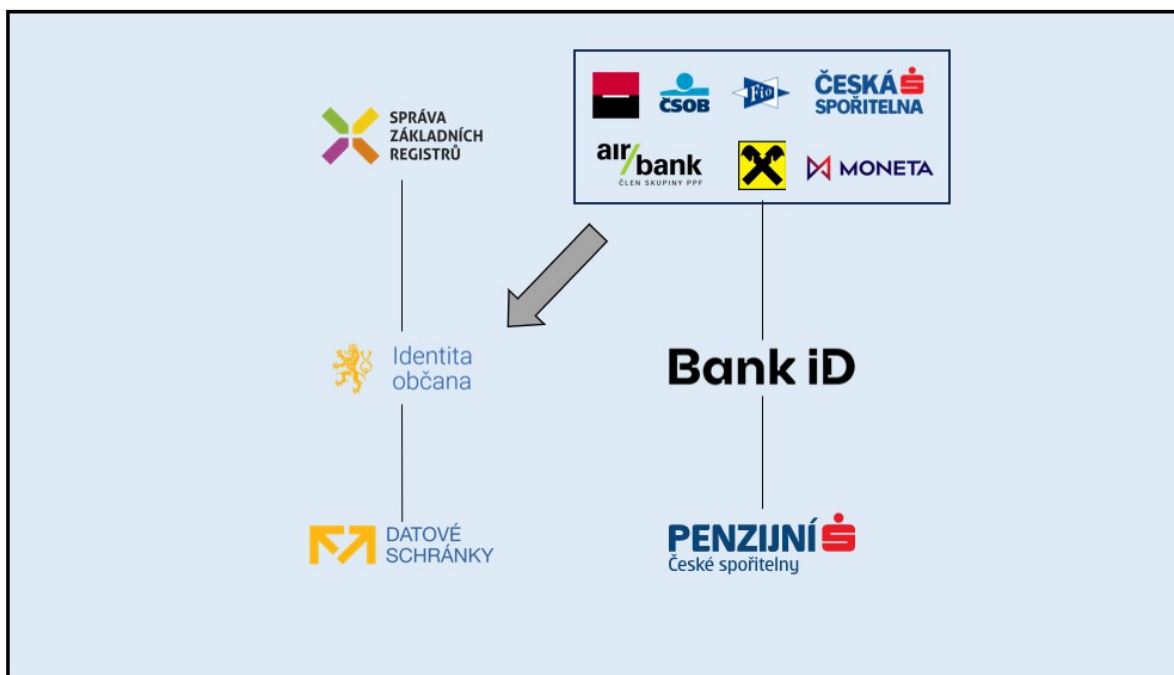 SPRÁVA
ZÁKLADNÍCH
REGISTRŮ
ČSOB
Fio
ČESKÁ
SPOŘITELNA
air/bank
ČLEN SKUPINY PPF
MONETA
Identita
občana
Bank iD
DATOVÉ
SCHRÁNKY
PENZIJNÍ
České spořitelny